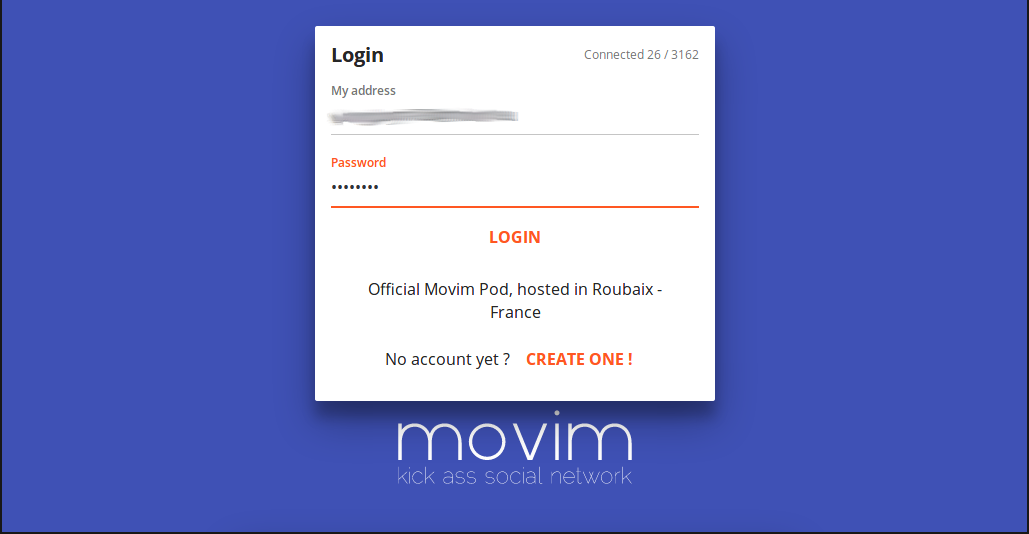 Login
Connected 26 / 3162
My address
Password
••••••••
LOGIN
Official Movim Pod, hosted in Roubaix -
France
No account yet ? CREATE ONE !
movim
kick ass social network